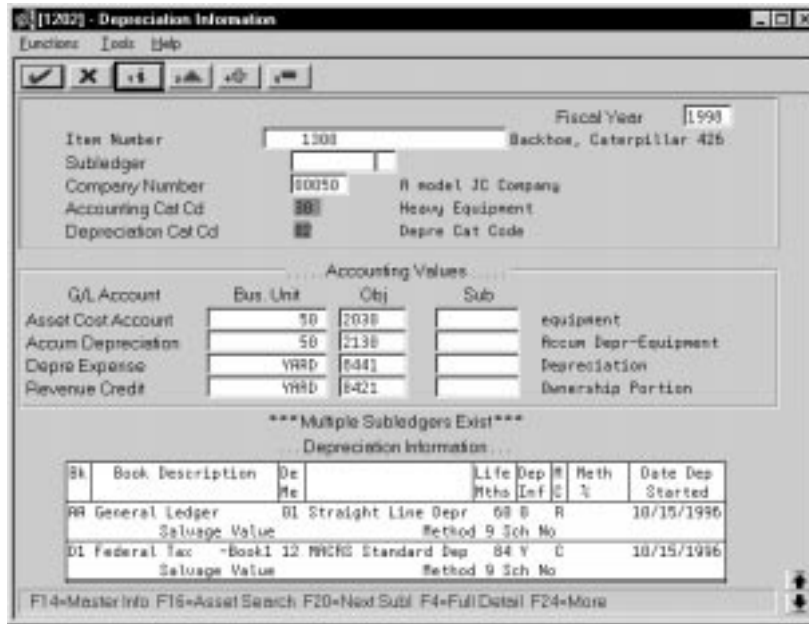 [1202] - Depreciation Information
Functions Tools Help
Fiscal Year 1998
Item Number 1300 Backhoe, Caterpillar 426
Subledger
Company Number 00050 A model JC Company
Accounting Cat Cd Heavy Equipment
Depreciation Cat Cd 02 Depre Cat Code
Accounting Values
G/L Account Bus. Unit Obj Sub
Asset Cost Account 50 2030 equipment
Accum Depreciation 50 2130 Accum Depr-Equipment
Depre Expense YARD Depreciation
Revenue Credit YARD 8421 Ownership Portion
***Multiple Subledgers Exist***
Depreciation Information
Bk Book Description De Life Dep M Meth Date Dep
Me Mths Inf C % Started
AA General Ledger 01 Straight Line Depr 60 R 10/15/1996
Salvage Value Method 9 Sch No
D1 Federal Tax -Book1 12 MACRS Standard Dep 84 Y C 10/15/1996
Salvage Value Method 9 Sch No
F14=Master Info F16=Asset Search F20=Next Subl F4=Full Detail F24=More